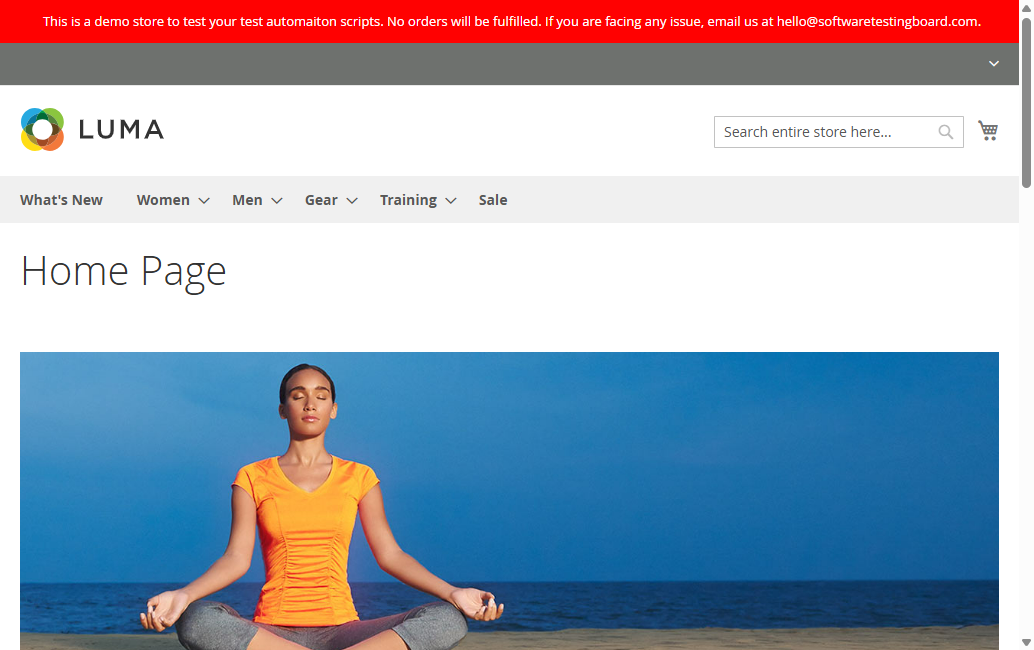 This is a demo store to test your test automaiton scripts. No orders will be fulfilled. If you are facing any issue, email us at hello@softwaretestingboard.com.
LUMA
Search entire store here...
What's New Women Men Gear Training Sale
Home Page